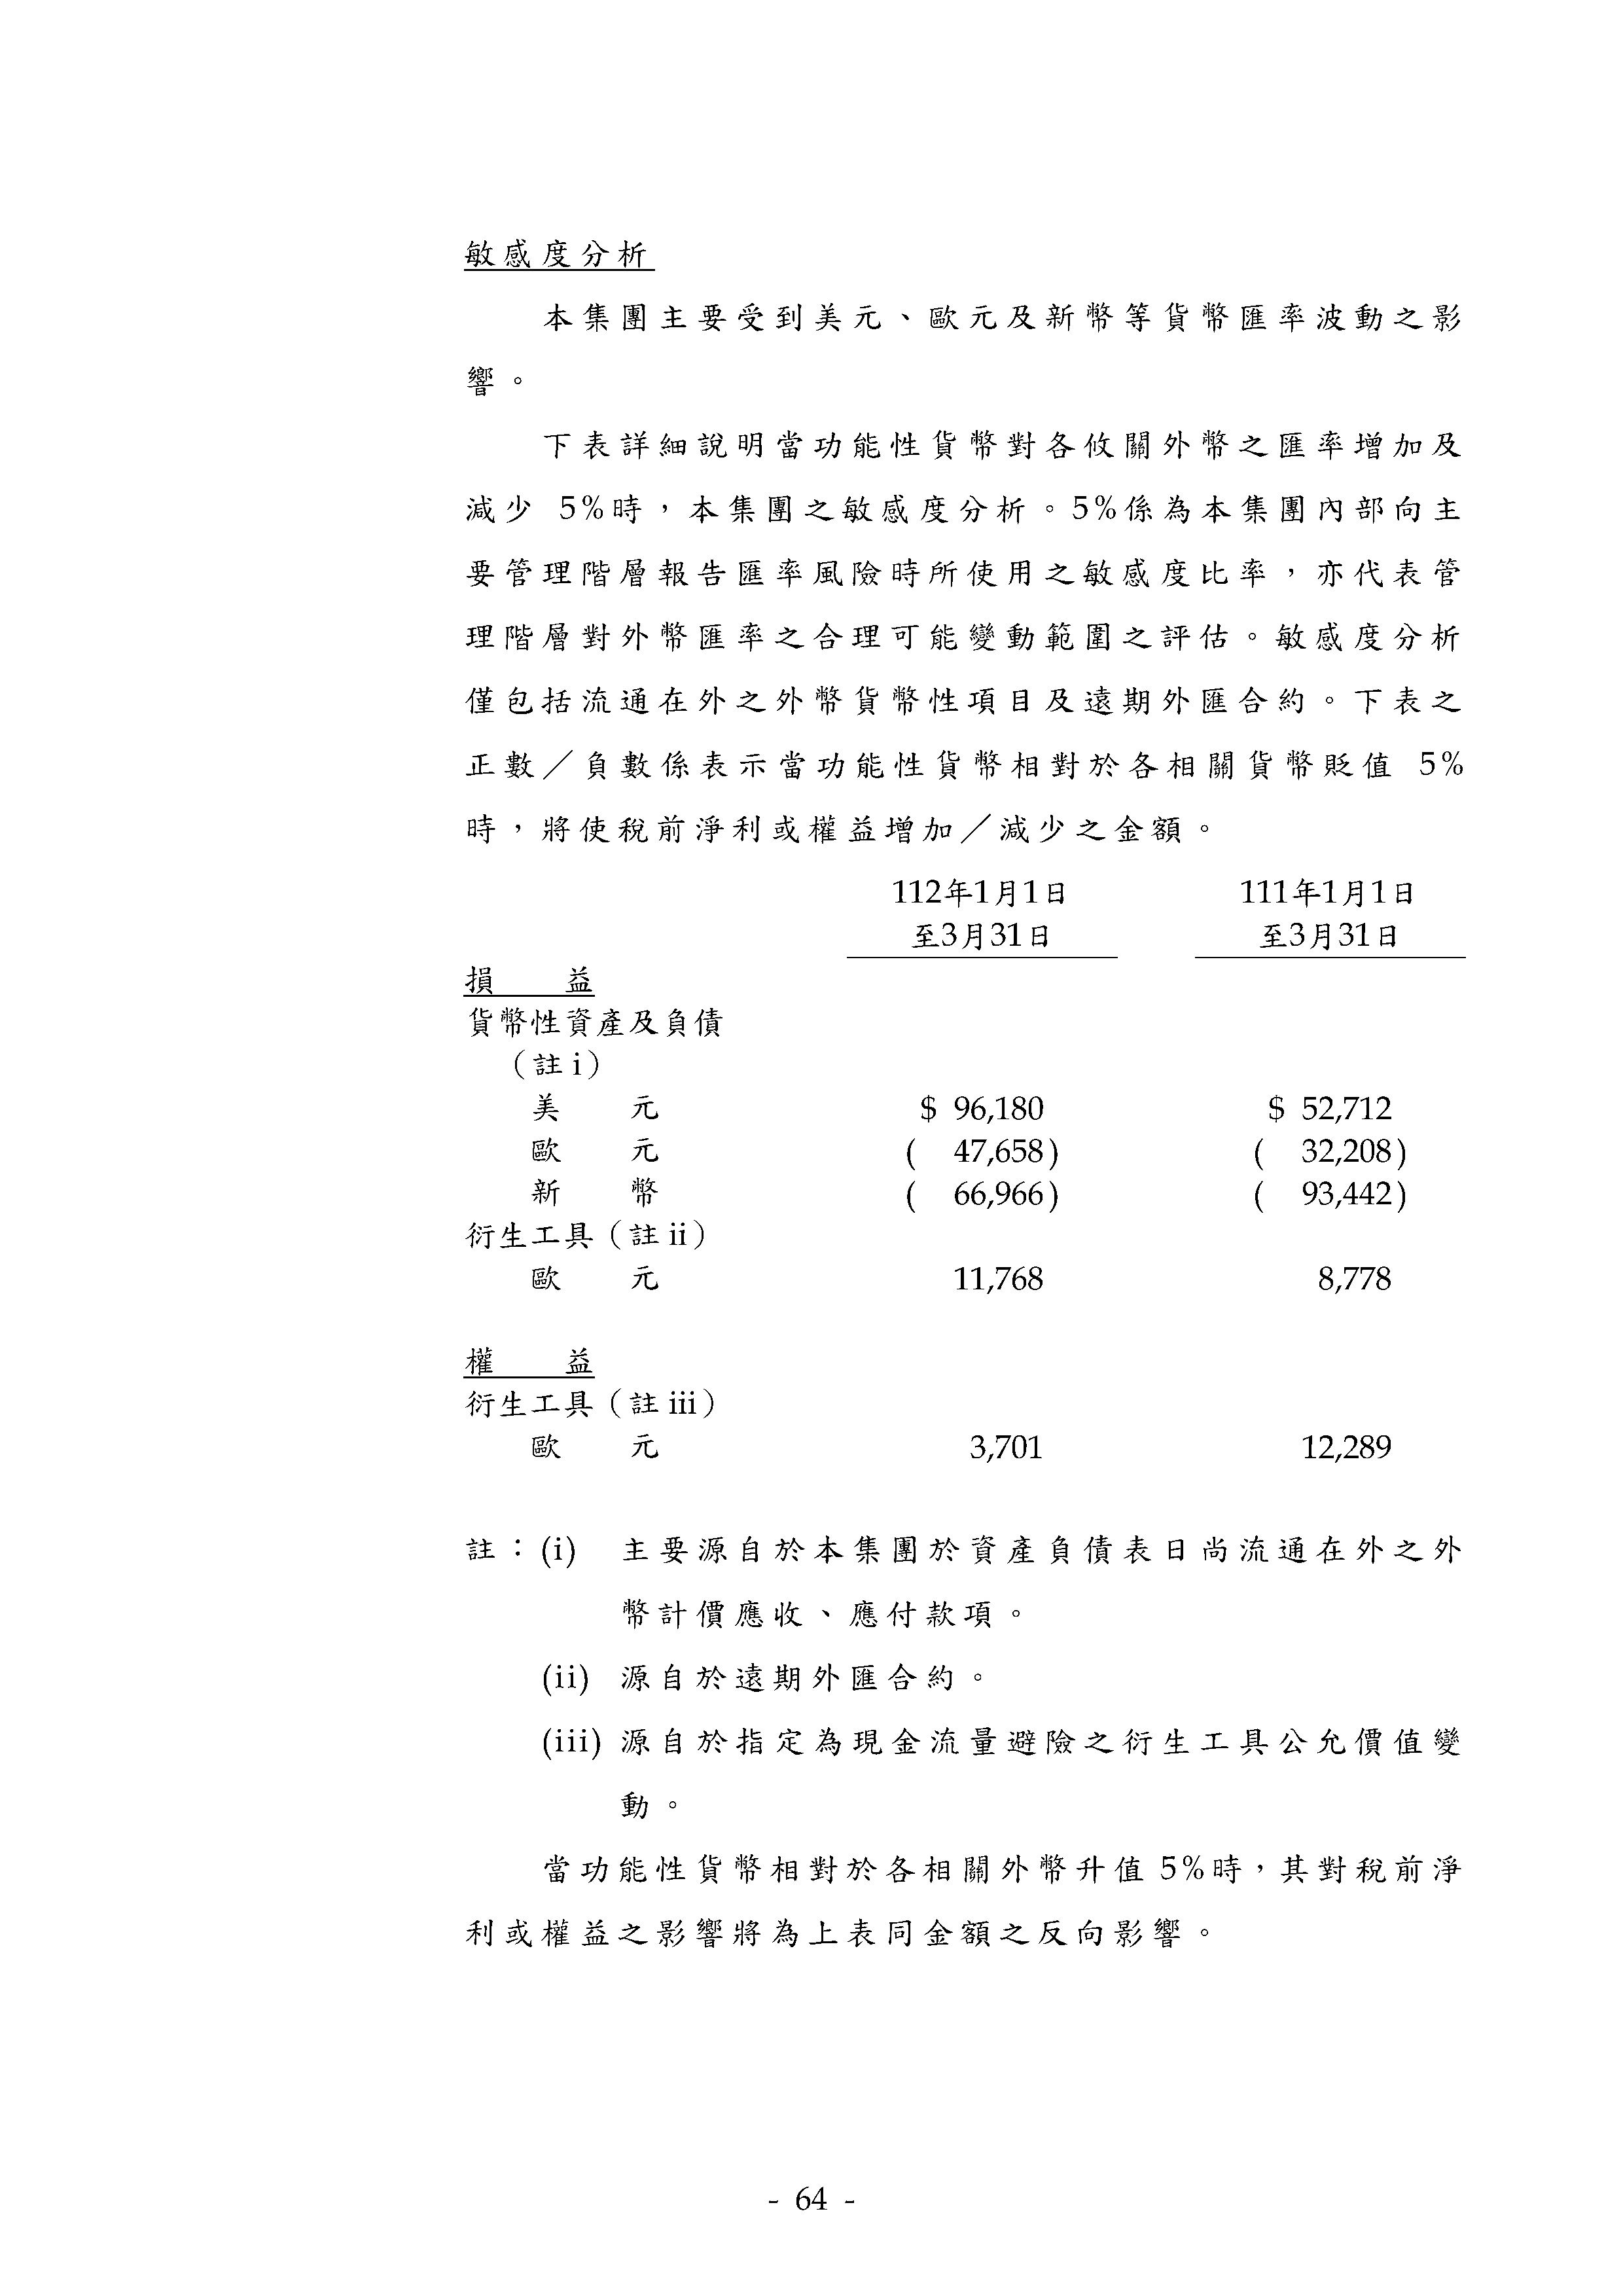 敏感度分析
本集團主要受到美元、歐元及新幣等貨幣匯率波動之影
響。
下表詳細說明當功能性貨幣對各攸關外幣之匯率增加及
減少 5%時，本集團之敏感度分析。5%係為本集團內部向主
要管理階層報告匯率風險時所使用之敏感度比率，亦代表管
理階層對外幣匯率之合理可能變動範圍之評估。敏感度分析
僅包括流通在外之外幣貨幣性項目及遠期外匯合約。下表之
正數／負數係表示當功能性貨幣相對於各相關貨幣貶值 5%
時，將使稅前淨利或權益增加／減少之金額。
112年1月1日 111年1月1日
至3月31日 至3月31日
損 益
貨幣性資產及負債
（註 i）
美 元 $ 96,180 $ 52,712
歐 元 ( 47,658) ( 32,208)
新 幣 ( 66,966) ( 93,442)
衍生工具（註 ii）
歐 元 11,768 8,778
權 益
衍生工具（註 iii）
歐 元 3,701 12,289
註：(i) 主要源自於本集團於資產負債表日尚流通在外之外
幣計價應收、應付款項。
(ii) 源自於遠期外匯合約。
(iii) 源自於指定為現金流量避險之衍生工具公允價值變
動。
當功能性貨幣相對於各相關外幣升值 5%時，其對稅前淨
利或權益之影響將為上表同金額之反向影響。
- 64 -